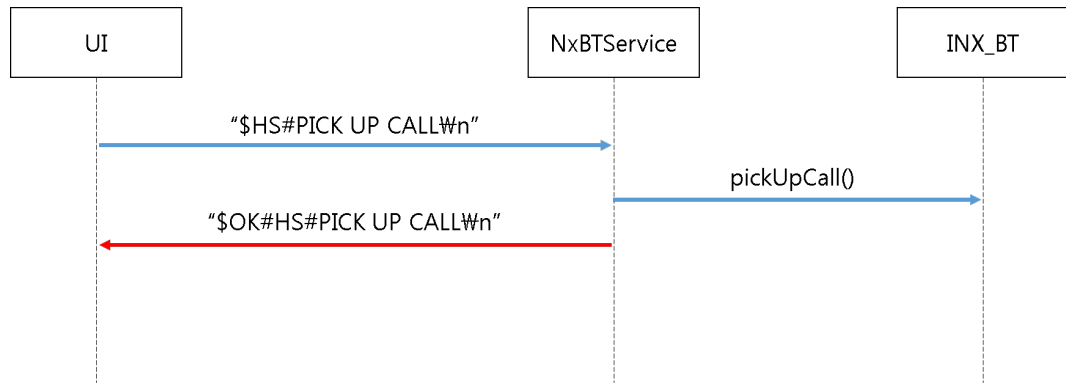 UI
NxBTService
INX_BT
“$HS#PICK UP CALL₩n”
pickUpCall()
“$OK#HS#PICK UP CALL₩n”